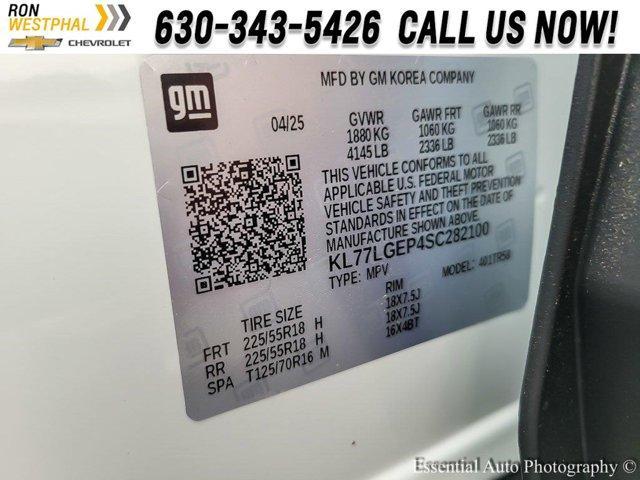 RON
WESTPHAL
CHEVROLET
630-343-5426 CALL US NOW!
gm
MFD BY GM KOREA COMPANY
04/25
GVWR GAWR FRT GAWR RR
1880 KG 1060 KG 1060 KG
4145 LB 2336 LB 2336 LB
THIS VEHICLE CONFORMS TO ALL
APPLICABLE U.S. FEDERAL MOTOR
VEHICLE SAFETY AND THEFT PREVENTION
STANDARDS IN EFFECT ON THE DATE OF
MANUFACTURE SHOWN ABOVE.
KL77LGEP4SC282100
TYPE: MPV MODEL: 401TR58
TIRE SIZE RIM
FRT 225/55R18 H 18X7.5J
RR 225/55R18 H 18X7.5J
SPA T125/70R16 M 16X4BT
Essential Auto Photography ©